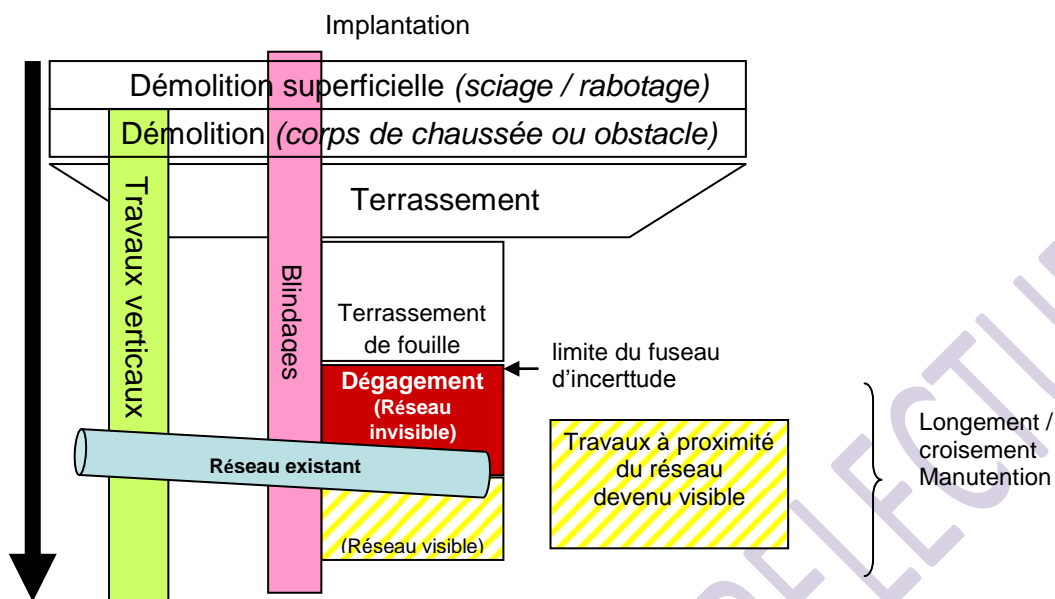 Implantation
Démolition superficielle (sciage / rabotage)
Démolition (corps de chaussée ou obstacle)
Terrassement
Travaux verticaux
Blindages
Terrassement
de fouille
limite du fuseau
d'incerttude
Dégagement
(Réseau
invisible)
Travaux à proximité
du réseau
devenu visible
Longement /
croisement
Manutention
Réseau existant
(Réseau visible)